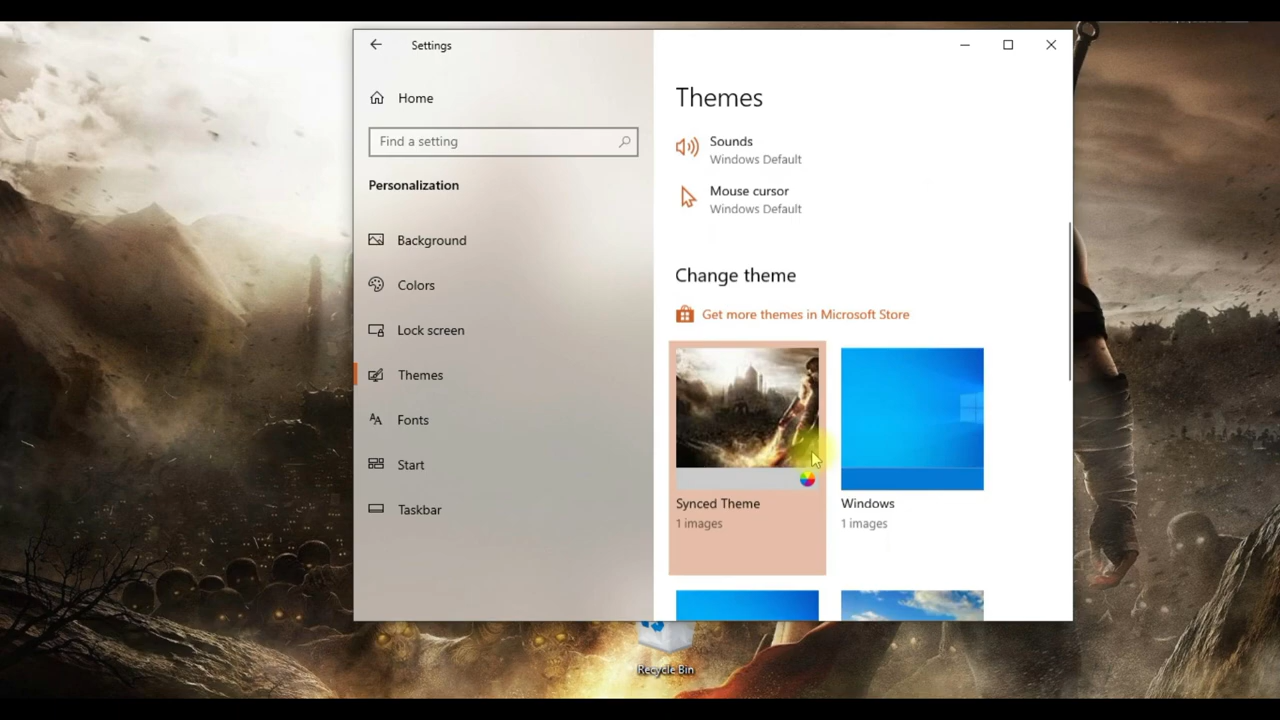 Settings
Home
Find a setting
Personalization
Background
Colors
Lock screen
Themes
Fonts
Start
Taskbar
Themes
Sounds
Windows Default
Mouse cursor
Windows Default
Change theme
Get more themes in Microsoft Store
Synced Theme
1 images
Windows
1 images
Recycle Bin